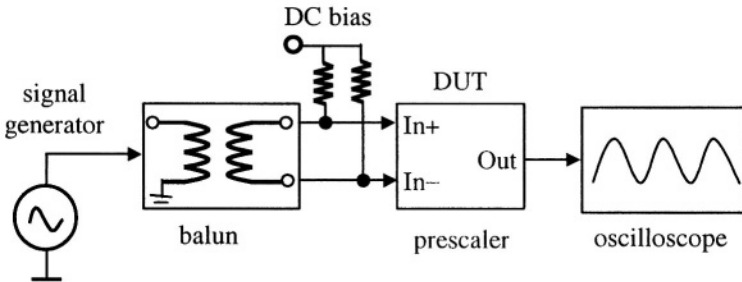 DC bias
signal
generator
DUT
In+
Out
In−
balun
prescaler
oscilloscope